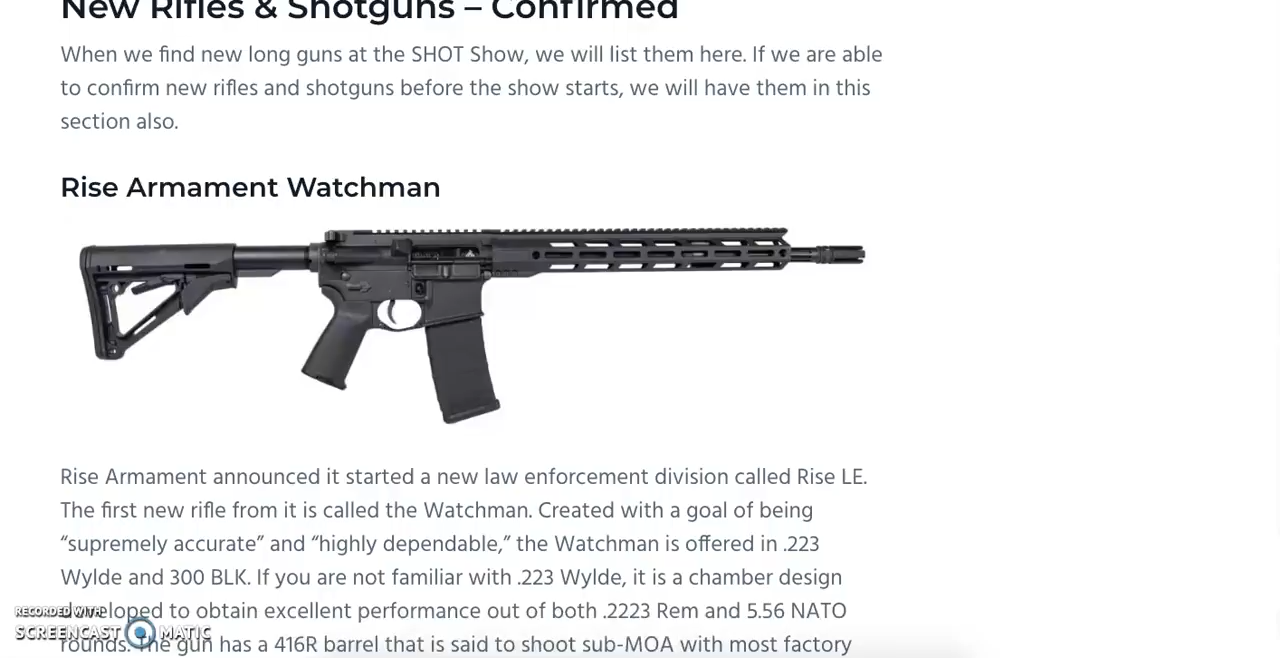 New Rifles & Shotguns – Confirmed
When we find new long guns at the SHOT Show, we will list them here. If we are able
to confirm new rifles and shotguns before the show starts, we will have them in this
section also.
Rise Armament Watchman
Rise Armament announced it started a new law enforcement division called Rise LE.
The first new rifle from it is called the Watchman. Created with a goal of being
“supremely accurate” and “highly dependable,” the Watchman is offered in .223
Wylde and 300 BLK. If you are not familiar with .223 Wylde, it is a chamber design
developed to obtain excellent performance out of both .2223 Rem and 5.56 NATO
rounds. The gun has a 416R barrel that is said to shoot sub-MOA with most factory
RECORDED WITH
SCREENCAST MATIC